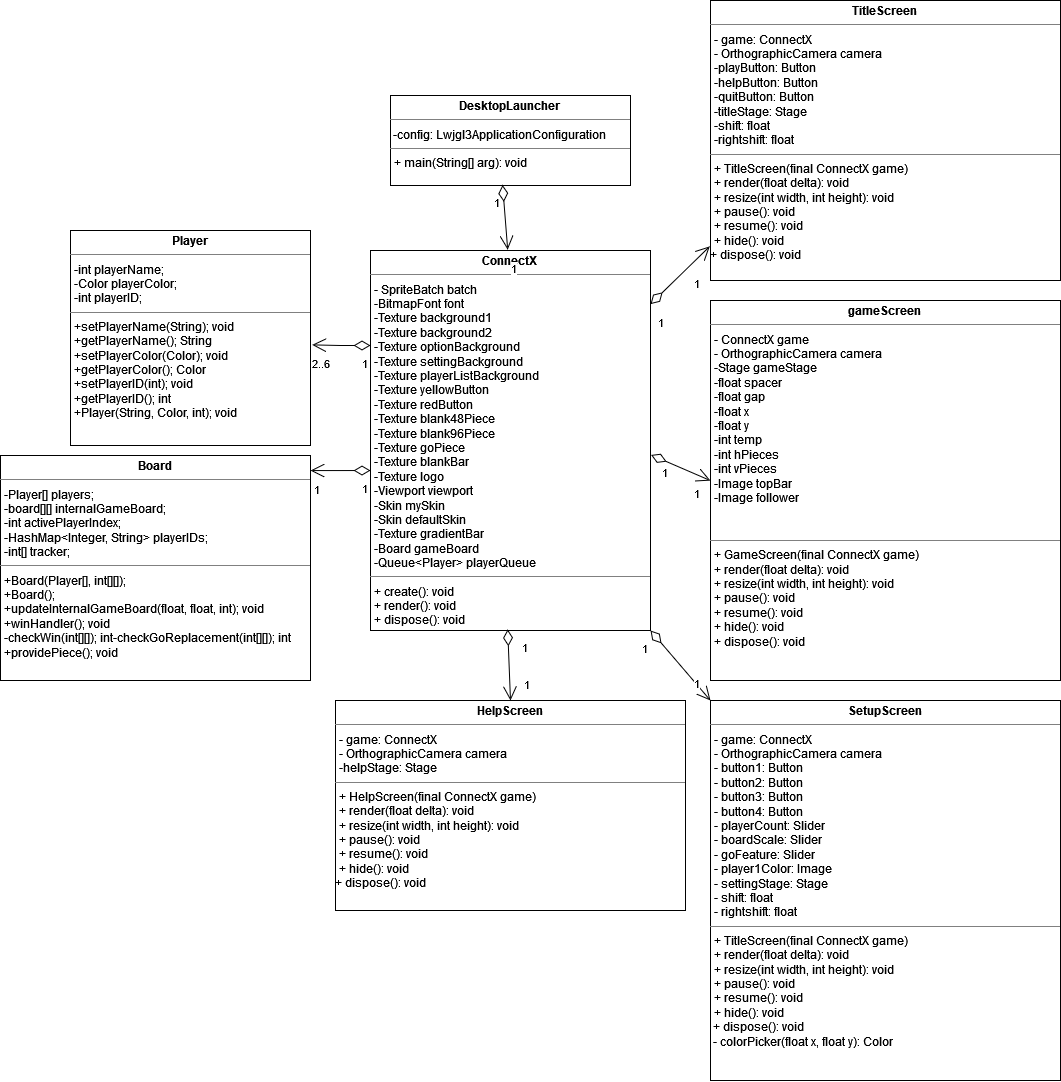 DesktopLauncher
-config: Lwjgl3ApplicationConfiguration
+ main(String[] arg): void
1
1
Player
-int playerName;
-Color playerColor;
-int playerID;
+setPlayerName(String); void
+getPlayerName(); String
+setPlayerColor(Color); void
+getPlayerColor(); Color
+setPlayerID(int); void
+getPlayerID(); int
+Player(String, Color, int); void
2..6
1
Board
-Player[] players;
-board[][] internalGameBoard;
-int activePlayerIndex;
-HashMap<Integer, String> playerIDs;
-int[] tracker;
+Board(Player[], int[][]);
+Board();
+updateInternalGameBoard(float, float, int); void
+winHandler(); void
-checkWin(int[][]); int-checkGoReplacement(int[][]); int
+providePiece(); void
1
1
ConnectX
- SpriteBatch batch
-BitmapFont font
-Texture background1
-Texture background2
-Texture optionBackground
-Texture settingBackground
-Texture playerListBackground
-Texture yellowButton
-Texture redButton
-Texture blank48Piece
-Texture blank96Piece
-Texture goPiece
-Texture blankBar
-Texture logo
-Viewport viewport
-Skin mySkin
-Skin defaultSkin
-Texture gradientBar
-Board gameBoard
-Queue<Player> playerQueue
+ create(): void
+ render(): void
+ dispose(): void
TitleScreen
- game: ConnectX
- OrthographicCamera camera
-playButton: Button
-helpButton: Button
-quitButton: Button
-titleStage: Stage
-shift: float
-rightshift: float
+ TitleScreen(final ConnectX game)
+ render(float delta): void
+ resize(int width, int height): void
+ pause(): void
+ resume(): void
+ hide(): void
+ dispose(): void
1
1
gameScreen
- ConnectX game
- OrthographicCamera camera
-Stage gameStage
-float spacer
-float gap
-float x
-float y
-int temp
-int hPieces
-int vPieces
-Image topBar
-Image follower
+ GameScreen(final ConnectX game)
+ render(float delta): void
+ resize(int width, int height): void
+ pause(): void
+ resume(): void
+ hide(): void
+ dispose(): void
1
1
HelpScreen
- game: ConnectX
- OrthographicCamera camera
-helpStage: Stage
+ HelpScreen(final ConnectX game)
+ render(float delta): void
+ resize(int width, int height): void
+ pause(): void
+ resume(): void
+ hide(): void
+ dispose(): void
1
1
SetupScreen
- game: ConnectX
- OrthographicCamera camera
- button1: Button
- button2: Button
- button3: Button
- button4: Button
- playerCount: Slider
- boardScale: Slider
- goFeature: Slider
- player1Color: Image
- settingStage: Stage
- shift: float
- rightshift: float
+ TitleScreen(final ConnectX game)
+ render(float delta): void
+ resize(int width, int height): void
+ pause(): void
+ resume(): void
+ hide(): void
+ dispose(): void
- colorPicker(float x, float y): Color
1
1